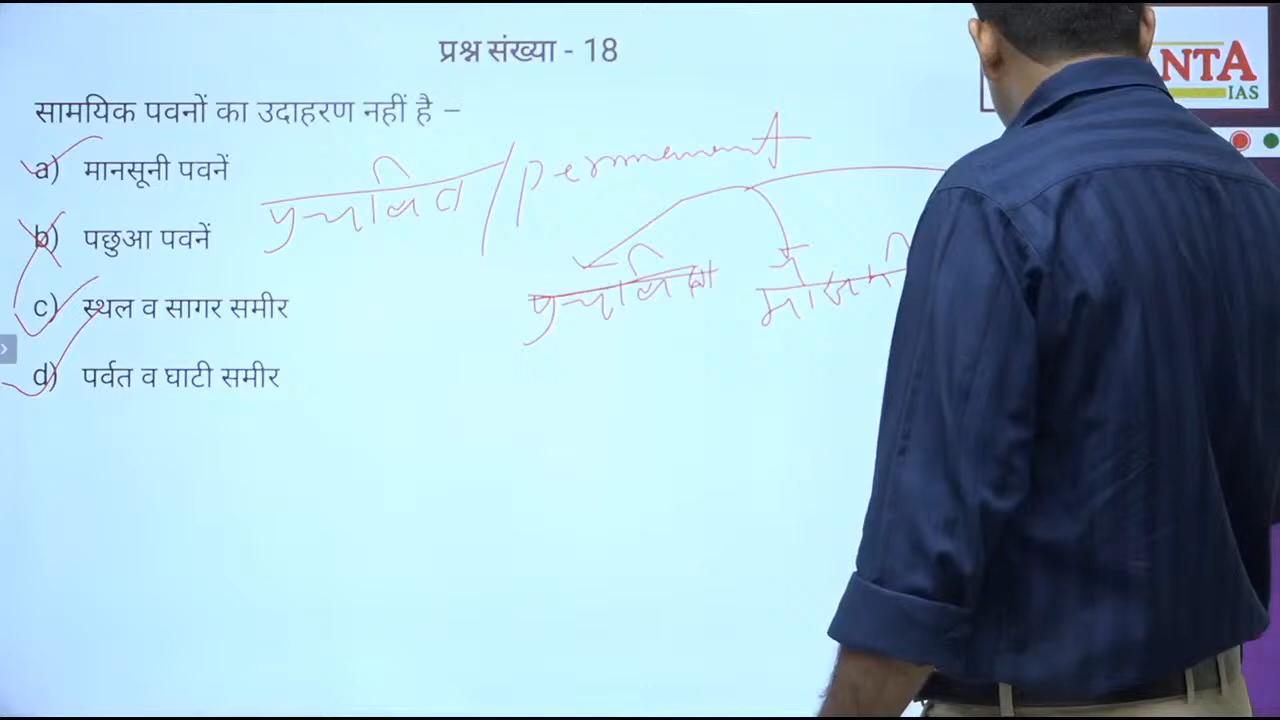 प्रश्न संख्या - 18
NTA
IAS
सामयिक पवनों का उदाहरण नहीं है –
a) मानसूनी पवनें
प्रचलित / permanent
b) पछुआ पवनें
प्रचलित
c) स्थल व सागर समीर
d) पर्वत व घाटी समीर